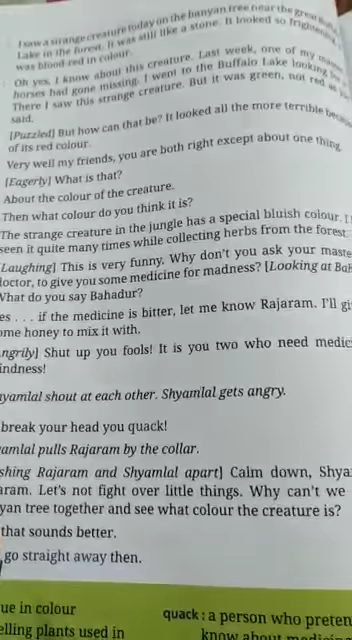 I saw a strange creature today on the banyan tree near the great
Lake in the forest. It was still like a stone. It looked so frightening
was blood-red in colour.
Oh yes, I know about this creature. Last week, one of my
horses had gone missing. I went to the Buffalo Lake looking
There I saw this strange creature. But it was green, not red as
said.
[Puzzled] But how can that be? It looked all the more terrible
of its red colour.
Very well my friends, you are both right except about one thing.
[Eagerly] What is that?
About the colour of the creature.
Then what colour do you think it is?
The strange creature in the jungle has a special bluish colour. I
seen it quite many times while collecting herbs from the forest.
Laughing] This is very funny. Why don't you ask your maste
doctor, to give you some medicine for madness? [Looking at Bah
What do you say Bahadur?
es . . . if the medicine is bitter, let me know Rajaram. I'll gi
ome honey to mix it with.
ngrily] Shut up you fools! It is you two who need medic
indness!
yamlal shout at each other. Shyamlal gets angry.
break your head you quack!
amlal pulls Rajaram by the collar.
shing Rajaram and Shyamlal apart] Calm down, Shya
aram. Let's not fight over little things. Why can't we
yan tree together and see what colour the creature is?
that sounds better.
go straight away then.
ue in colour
elling plants used in
quack : a person who preten
know about medicin